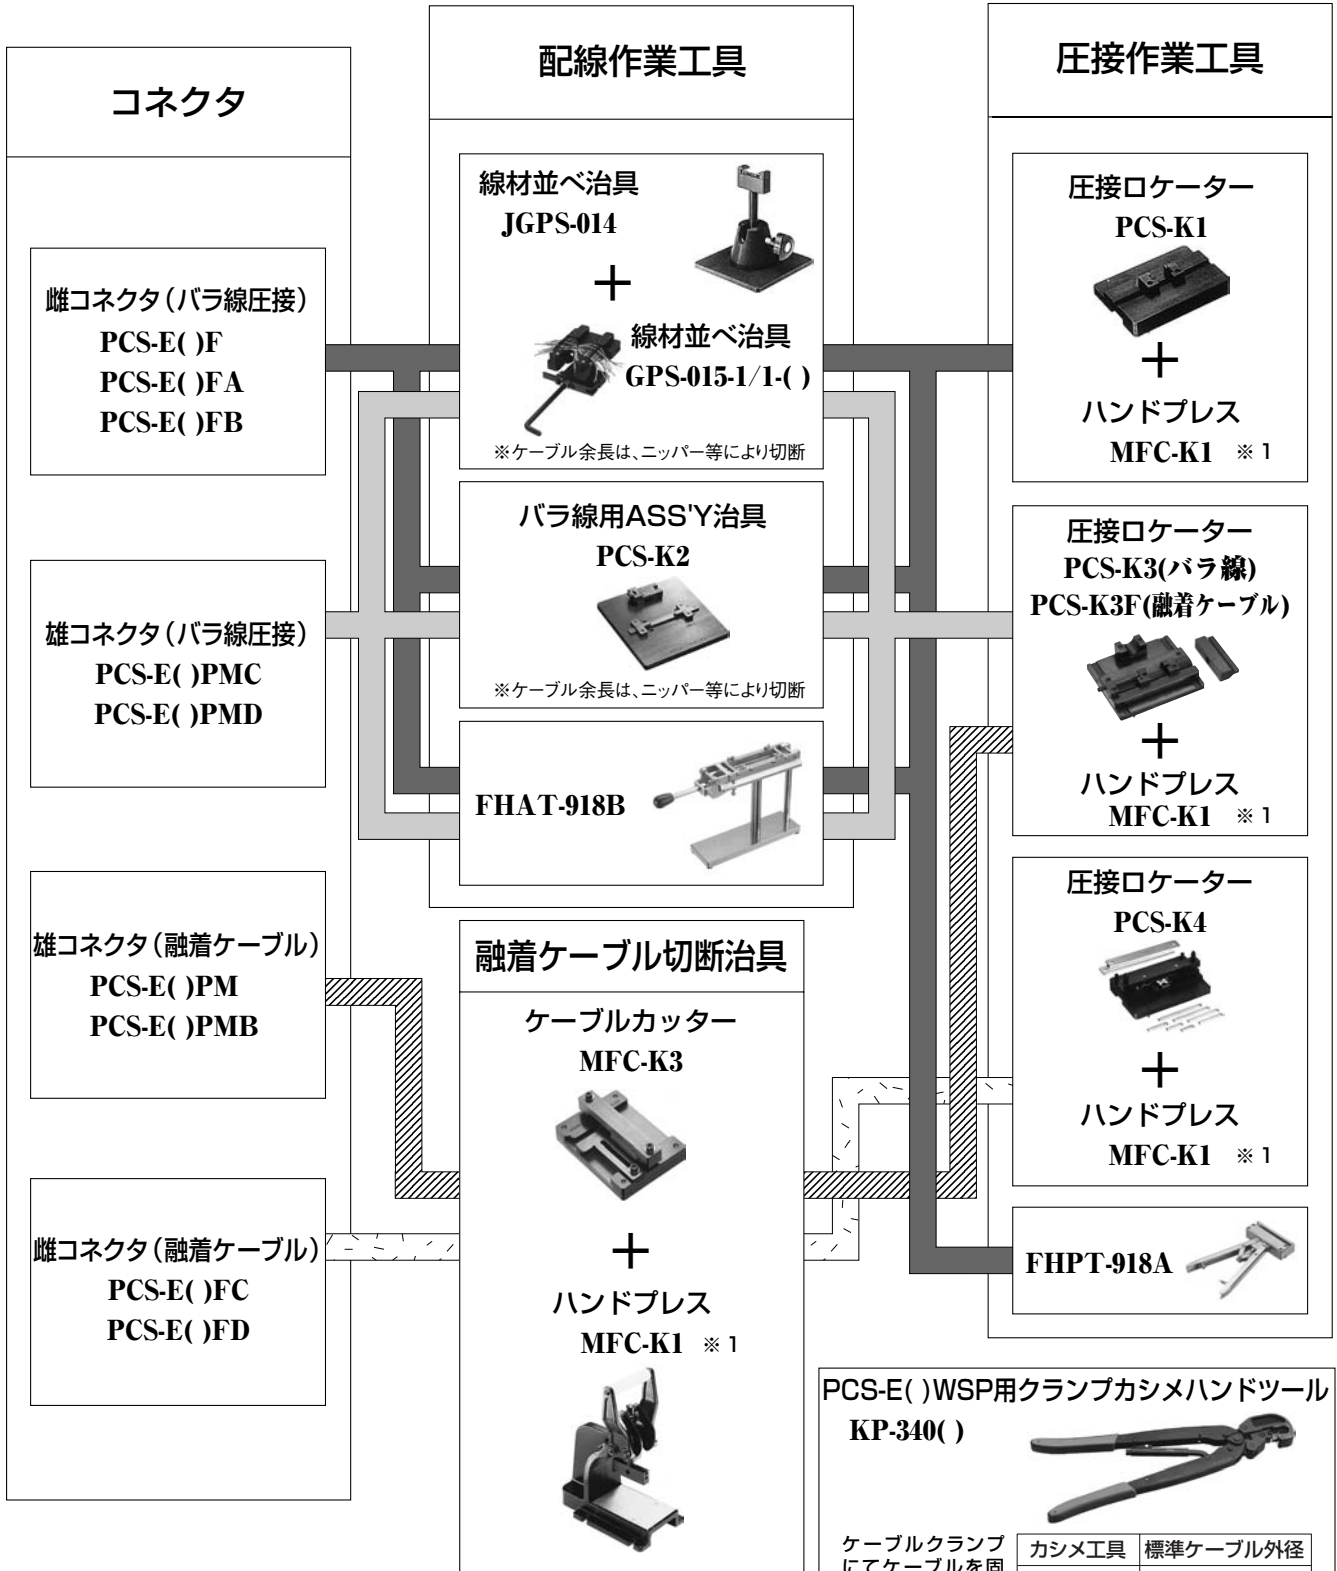 コネクタ
雌コネクタ（バラ線圧接）
PCS-E( )F
PCS-E( )FA
PCS-E( )FB
雄コネクタ（バラ線圧接）
PCS-E( )PMC
PCS-E( )PMD
雄コネクタ（融着ケーブル）
PCS-E( )PM
PCS-E( )PMB
雌コネクタ（融着ケーブル）
PCS-E( )FC
PCS-E( )FD
配線作業工具
線材並べ治具
JGPS-014
+
線材並べ治具
GPS-015-1/1-( )
※ケーブル余長は、ニッパー等により切断
バラ線用ASS'Y治具
PCS-K2
※ケーブル余長は、ニッパー等により切断
FHAT-918B
融着ケーブル切断治具
ケーブルカッター
MFC-K3
+
ハンドプレス
MFC-K1 ※1
圧接作業工具
圧接ロケーター
PCS-K1
+
ハンドプレス
MFC-K1 ※1
圧接ロケーター
PCS-K3(バラ線)
PCS-K3F(融着ケーブル)
+
ハンドプレス
MFC-K1 ※1
圧接ロケーター
PCS-K4
+
ハンドプレス
MFC-K1 ※1
FHPT-918A
PCS-E( )WSP用クランプカシメハンドツール
KP-340( )
ケーブルクランプ
にてケーブルを固
カシメ工具 標準ケーブル外径